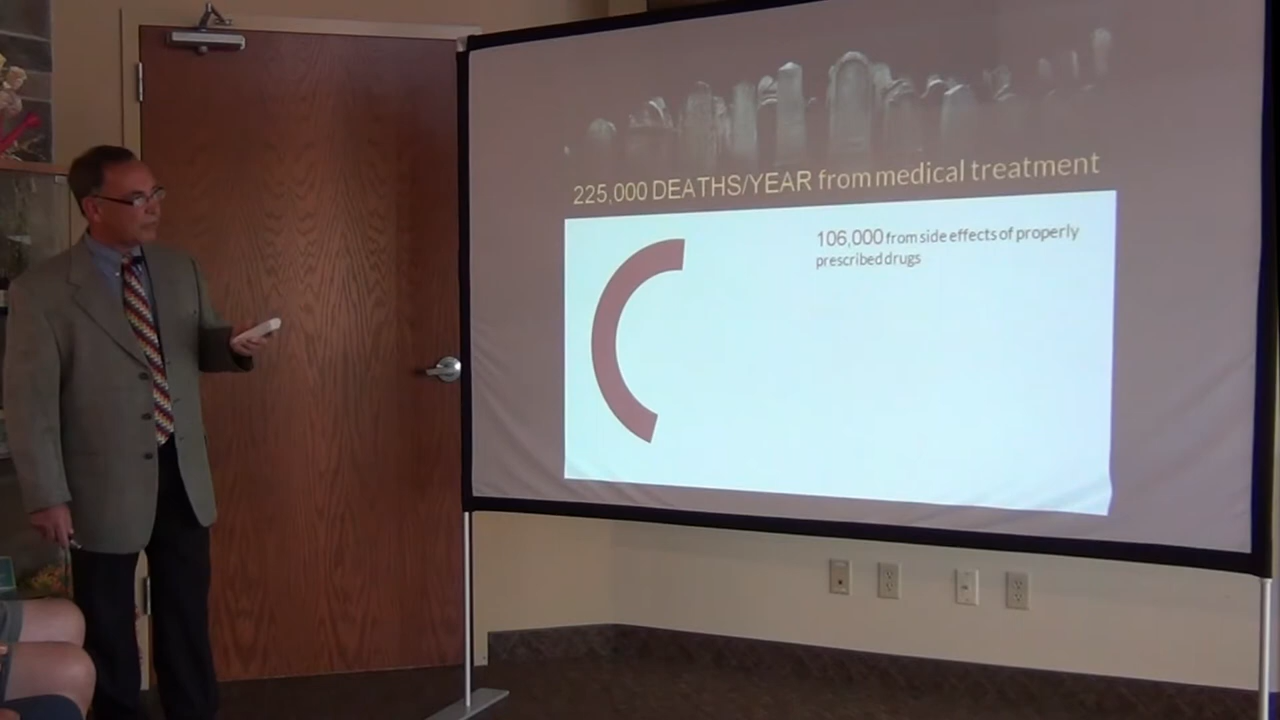 225,000 DEATHS/YEAR from medical treatment
106,000 from side effects of properly
prescribed drugs